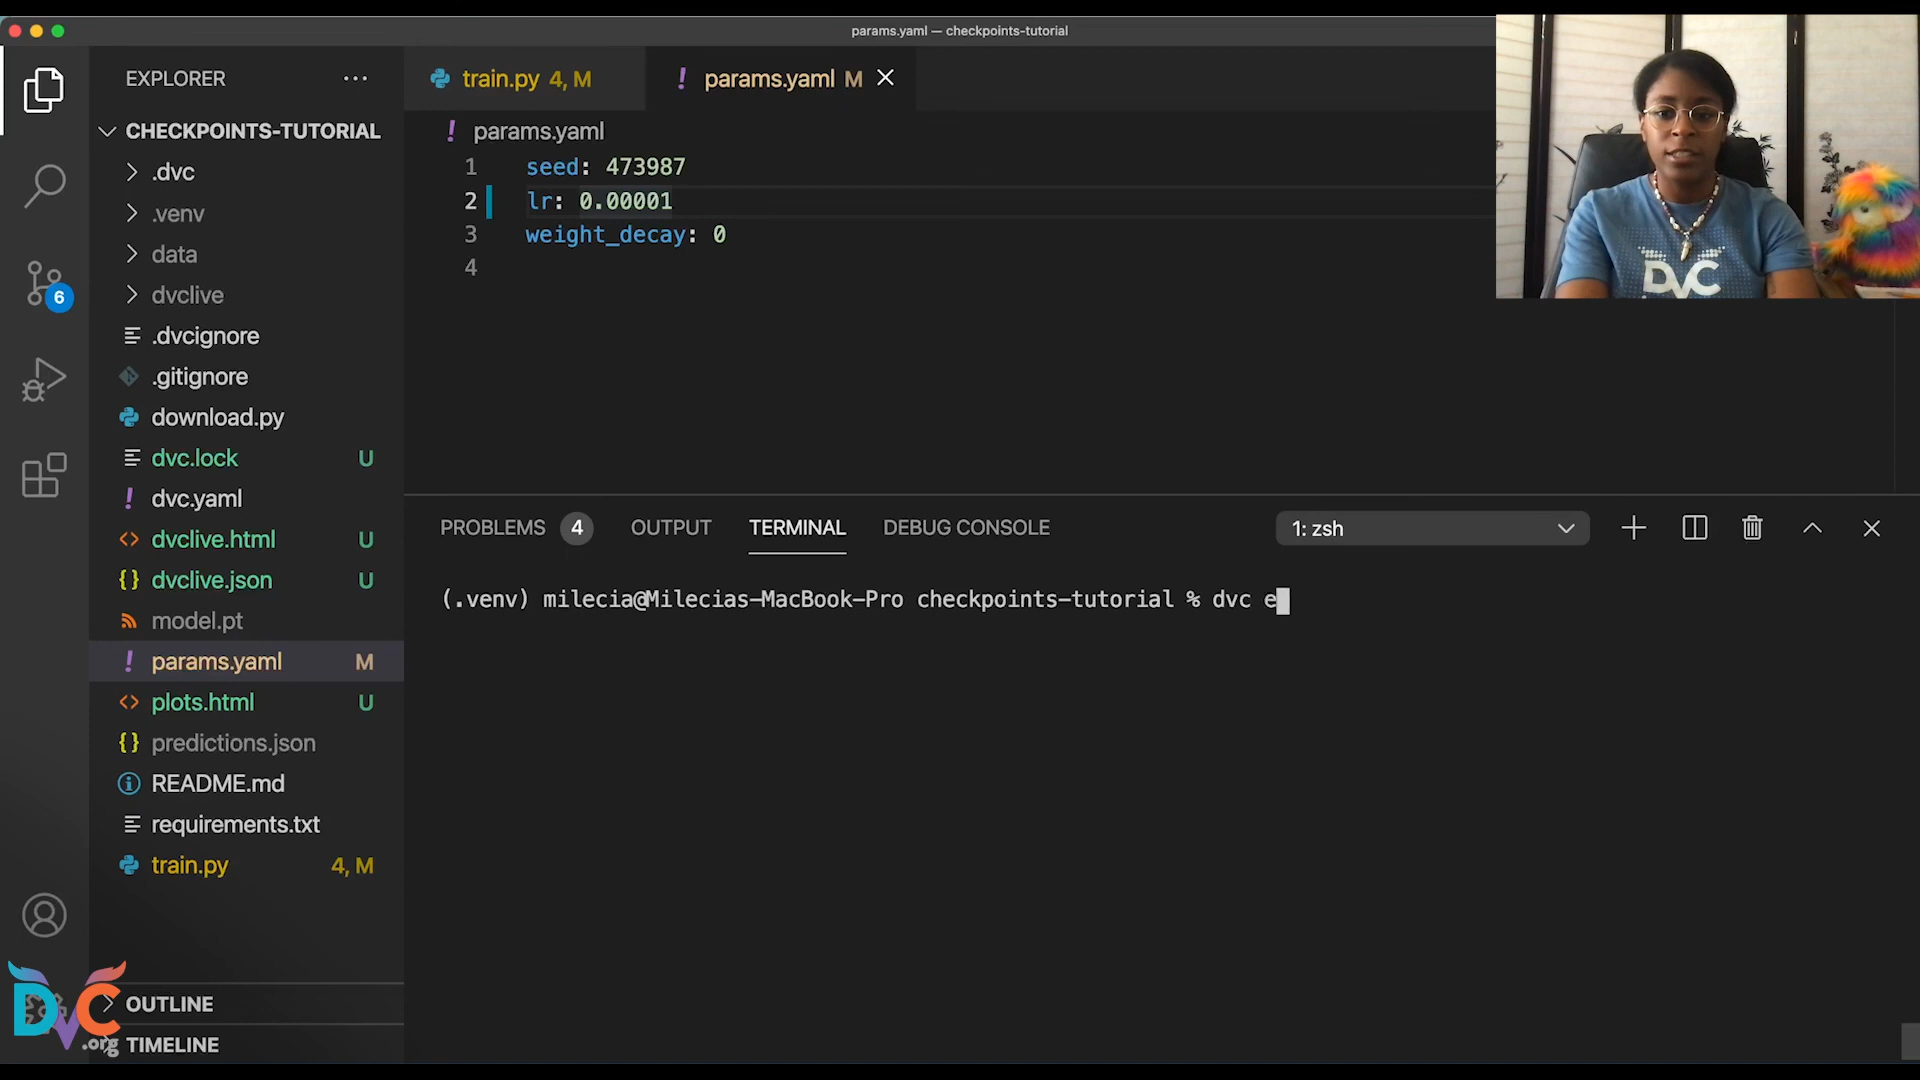 params.yaml — checkpoints-tutorial
EXPLORER
CHECKPOINTS-TUTORIAL
.dvc
.venv
data
dvclive
.dvcignore
.gitignore
download.py
dvc.lock U
dvc.yaml
dvclive.html U
dvclive.json U
model.pt
params.yaml M
plots.html U
predictions.json
README.md
requirements.txt
train.py 4, M
OUTLINE
TIMELINE
6
DVC
.org
train.py 4, M
params.yaml M
params.yaml
1 seed: 473987
2 lr: 0.00001
3 weight_decay: 0
4
PROBLEMS 4 OUTPUT TERMINAL DEBUG CONSOLE 1: zsh
(.venv) milecia@Milecias-MacBook-Pro checkpoints-tutorial % dvc e
DVC